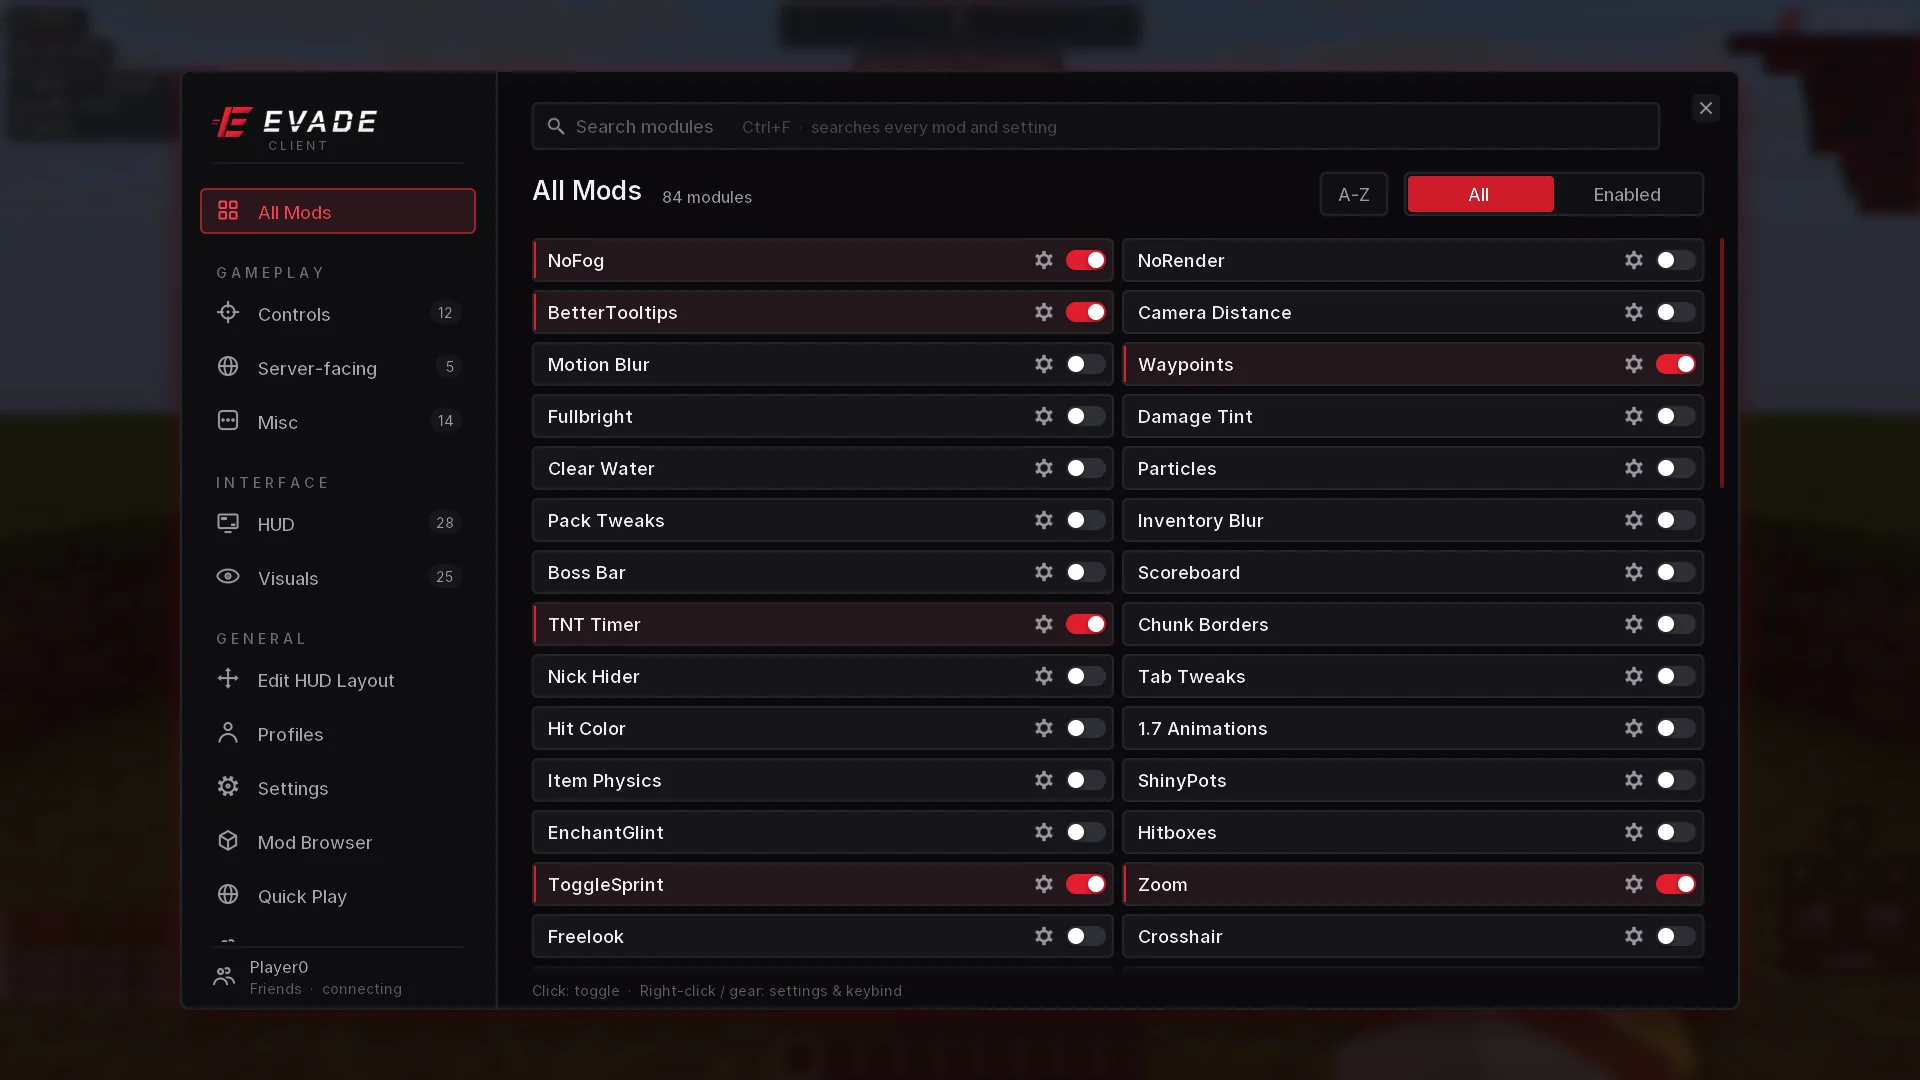 EVADE
CLIENT
Search modules Ctrl+F · searches every mod and setting
All Mods 84 modules
A-Z
All
Enabled
All Mods
GAMEPLAY
Controls 12
Server-facing 5
Misc 14
INTERFACE
HUD 28
Visuals 25
GENERAL
Edit HUD Layout
Profiles
Settings
Mod Browser
Quick Play
Player0
Friends · connecting
NoFog
NoRender
BetterTooltips
Camera Distance
Motion Blur
Waypoints
Fullbright
Damage Tint
Clear Water
Particles
Pack Tweaks
Inventory Blur
Boss Bar
Scoreboard
TNT Timer
Chunk Borders
Nick Hider
Tab Tweaks
Hit Color
1.7 Animations
Item Physics
ShinyPots
EnchantGlint
Hitboxes
ToggleSprint
Zoom
Freelook
Crosshair
Click: toggle · Right-click / gear: settings & keybind